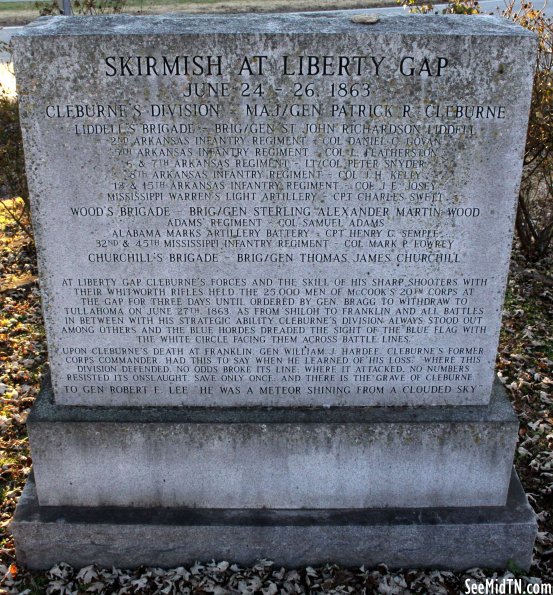 SKIRMISH AT LIBERTY GAP
JUNE 24 - 26, 1863
CLEBURNE'S DIVISION - MAJ/GEN PATRICK R. CLEBURNE
LIDDELL'S BRIGADE - BRIG/GEN ST. JOHN RICHARDSON LIDDELL
2ND ARKANSAS INFANTRY REGIMENT - COL DANIEL C. GOVAN
5TH ARKANSAS INFANTRY REGIMENT - COL L. FEATHERSTON
6 & 7TH ARKANSAS REGIMENT - LT/COL PETER SNYDER
8TH ARKANSAS INFANTRY REGIMENT - COL J.H. KELLY
13 & 15TH ARKANSAS INFANTRY REGIMENT - COL J.E. JOSEY
MISSISSIPPI WARREN'S LIGHT ARTILLERY - CPT CHARLES SWETT
WOOD'S BRIGADE - BRIG/GEN STERLING ALEXANDER MARTIN WOOD
ADAMS' REGIMENT - COL SAMUEL ADAMS
ALABAMA MARKS ARTILLERY BATTERY - CPT HENRY C. SEMPLE
32ND & 45TH MISSISSIPPI INFANTRY REGIMENT - COL MARK P. LOWREY
CHURCHILL'S BRIGADE - BRIG/GEN THOMAS JAMES CHURCHILL
AT LIBERTY GAP CLEBURNE'S FORCES AND THE SKILL OF HIS SHARP SHOOTERS WITH
THEIR WHITWORTH RIFLES HELD THE 25,000 MEN OF McCOOK'S 20TH CORPS AT
THE GAP FOR THREE DAYS UNTIL ORDERED BY GEN. BRAGG TO WITHDRAW TO
TULLAHOMA ON JUNE 27TH, 1863. AS FROM SHILOH TO FRANKLIN AND ALL BATTLES
IN BETWEEN WITH HIS STRATEGIC ABILITY CLEBURNE'S DIVISION ALWAYS STOOD OUT
AMONG OTHERS AND THE BLUE HORDES DREADED THE SIGHT OF THE BLUE FLAG WITH
THE WHITE CIRCLE FACING THEM ACROSS BATTLE LINES.
UPON CLEBURNE'S DEATH AT FRANKLIN, GEN WILLIAM J. HARDEE, CLEBURNE'S FORMER
CORPS COMMANDER, HAD THIS TO SAY WHEN HE LEARNED OF HIS LOSS, "WHERE THIS
DIVISION DEFENDED, NO ODDS BROKE ITS LINE; WHERE IT ATTACKED, NO NUMBERS
RESISTED ITS ONSLAUGHT, SAVE ONLY ONCE, AND THERE IS THE GRAVE OF CLEBURNE."
TO GEN ROBERT E. LEE, "HE WAS A METEOR SHINING FROM A CLOUDED SKY"
SeeMidTN.com